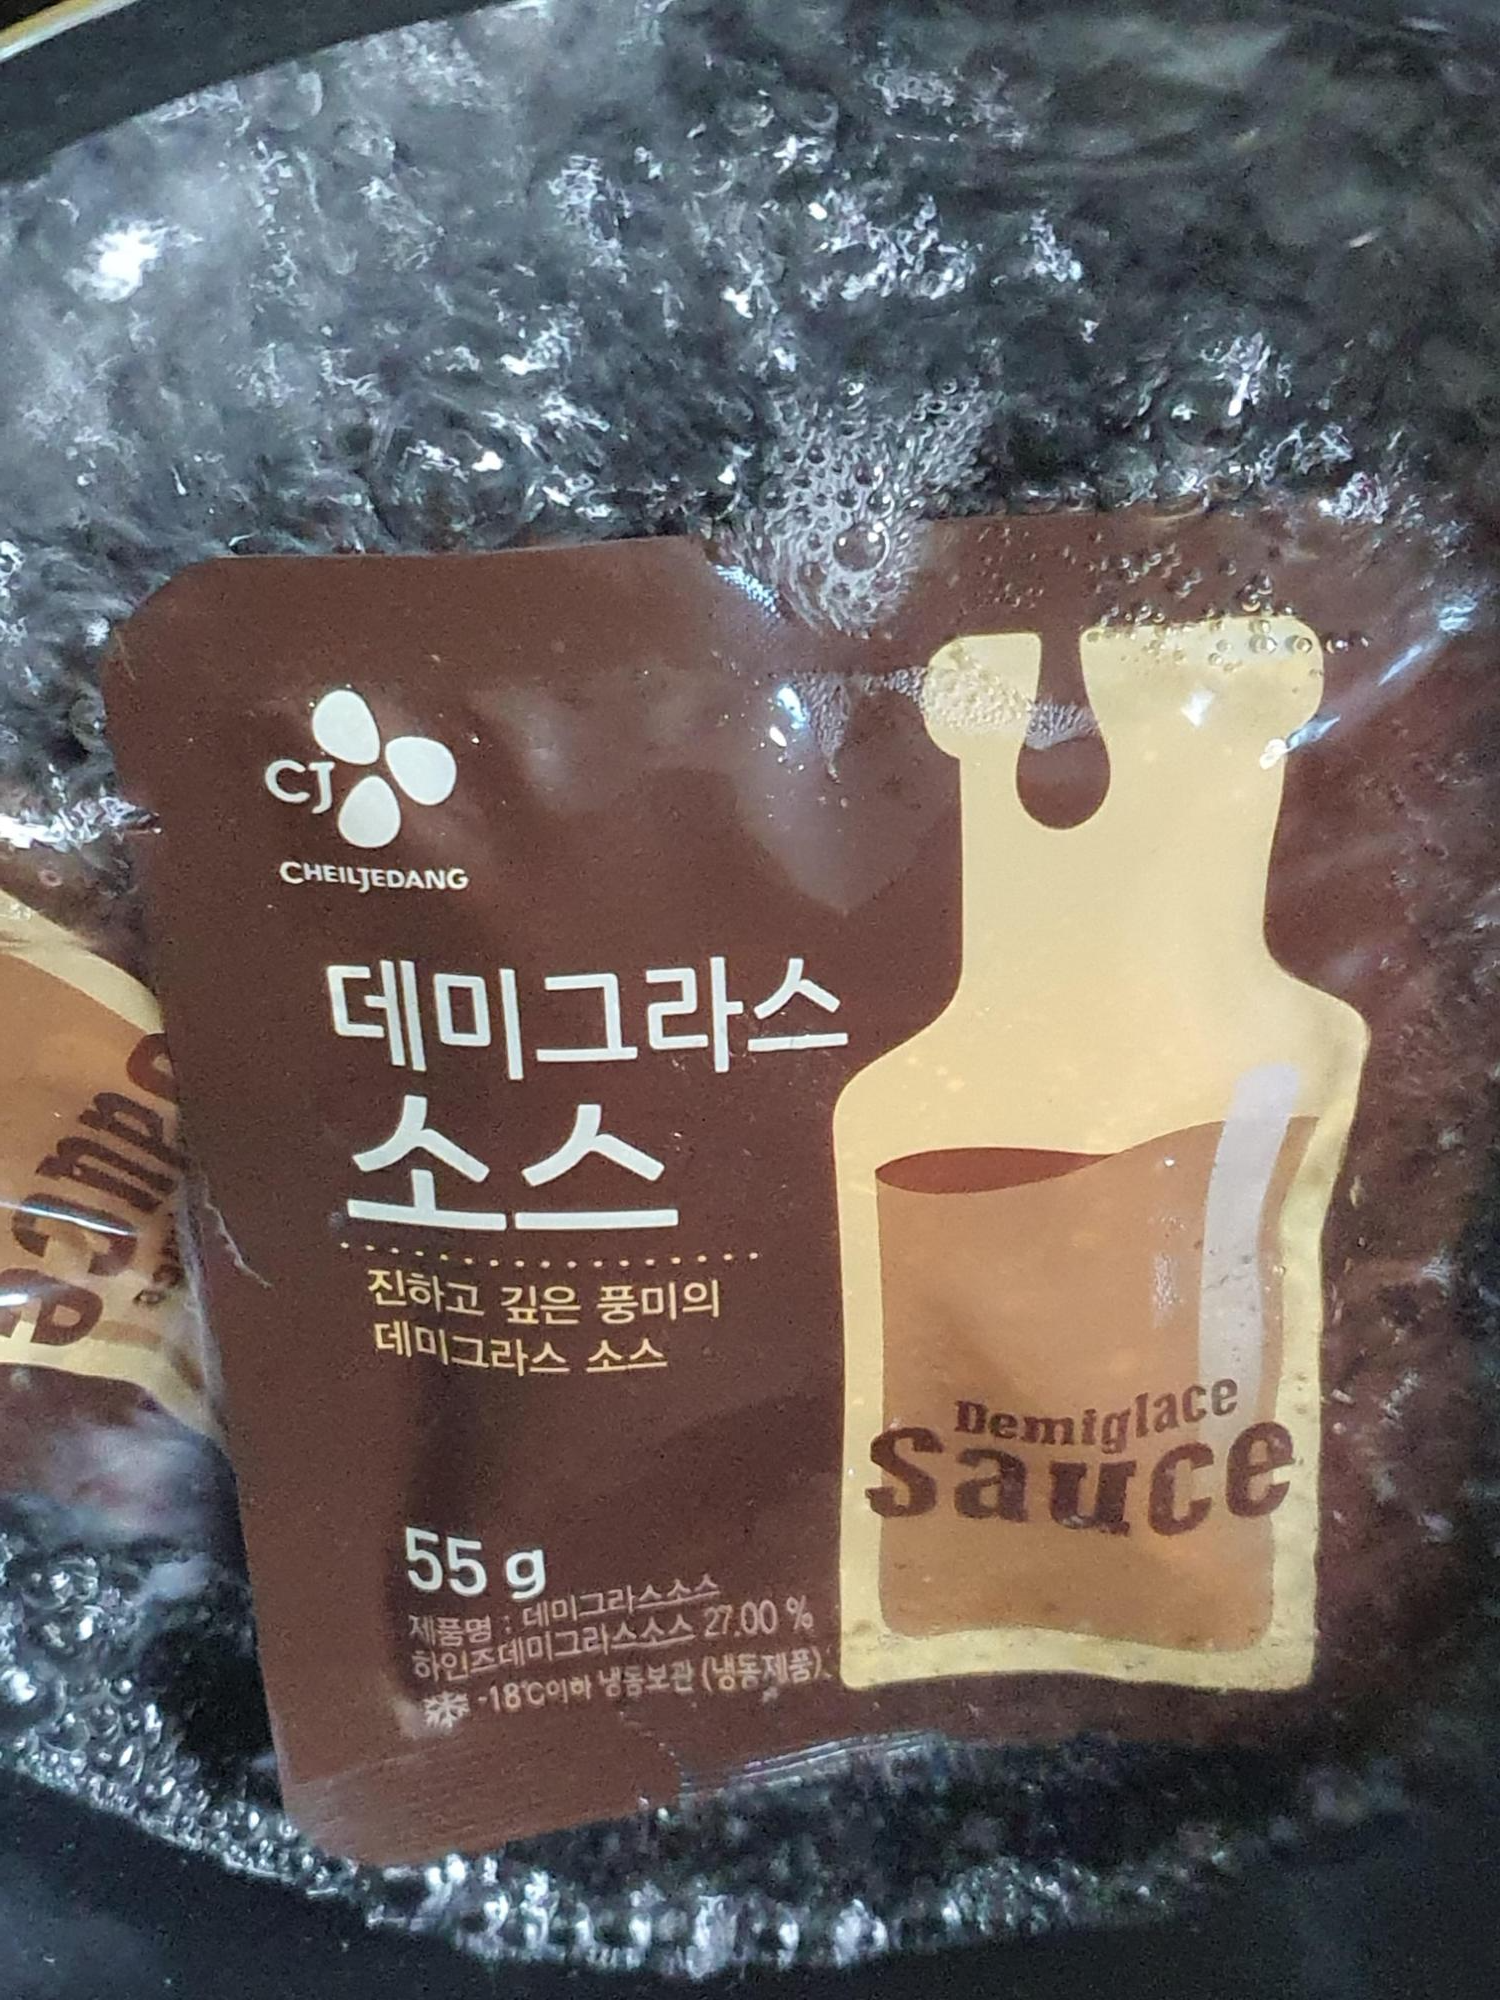 CJ
CHEILJEDANG
데미그라스
소스
진하고 깊은 풍미의
데미그라스 소스
Demiglace
sauce
55 g
제품명 : 데미그라스소스
하인즈데미그라스소스 27.00 %
-18℃이하 냉동보관 (냉동제품)
sauce